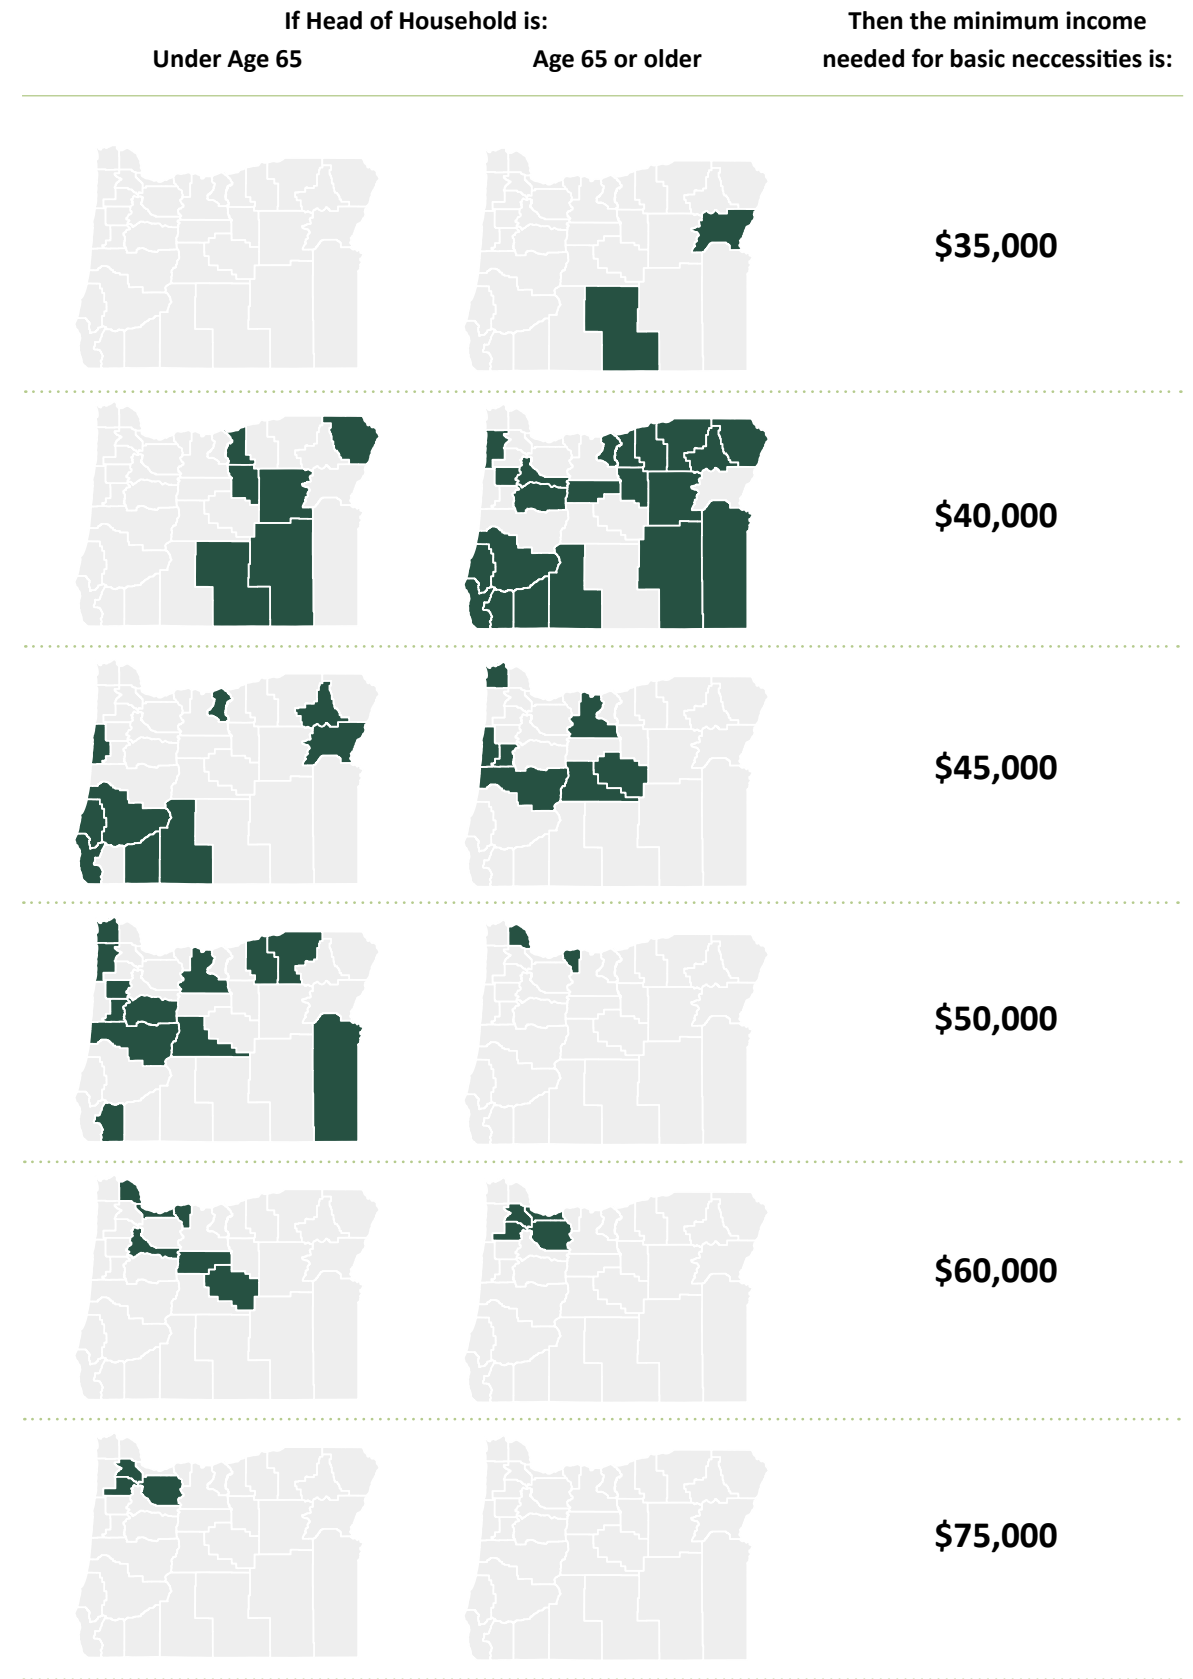 If Head of Household is:
Then the minimum income
Under Age 65
Age 65 or older
needed for basic neccessities is:
$35,000
$40,000
$45,000
$50,000
$60,000
$75,000